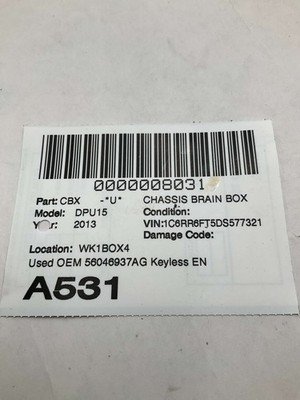 0000008031
Part: CBX -*U* CHASSIS BRAIN BOX
Model: DPU15 Condition:
Year: 2013 VIN:1C6RR6FT5DS577321
Damage Code:
Location: WK1BOX4
Used OEM 56046937AG Keyless EN
A531